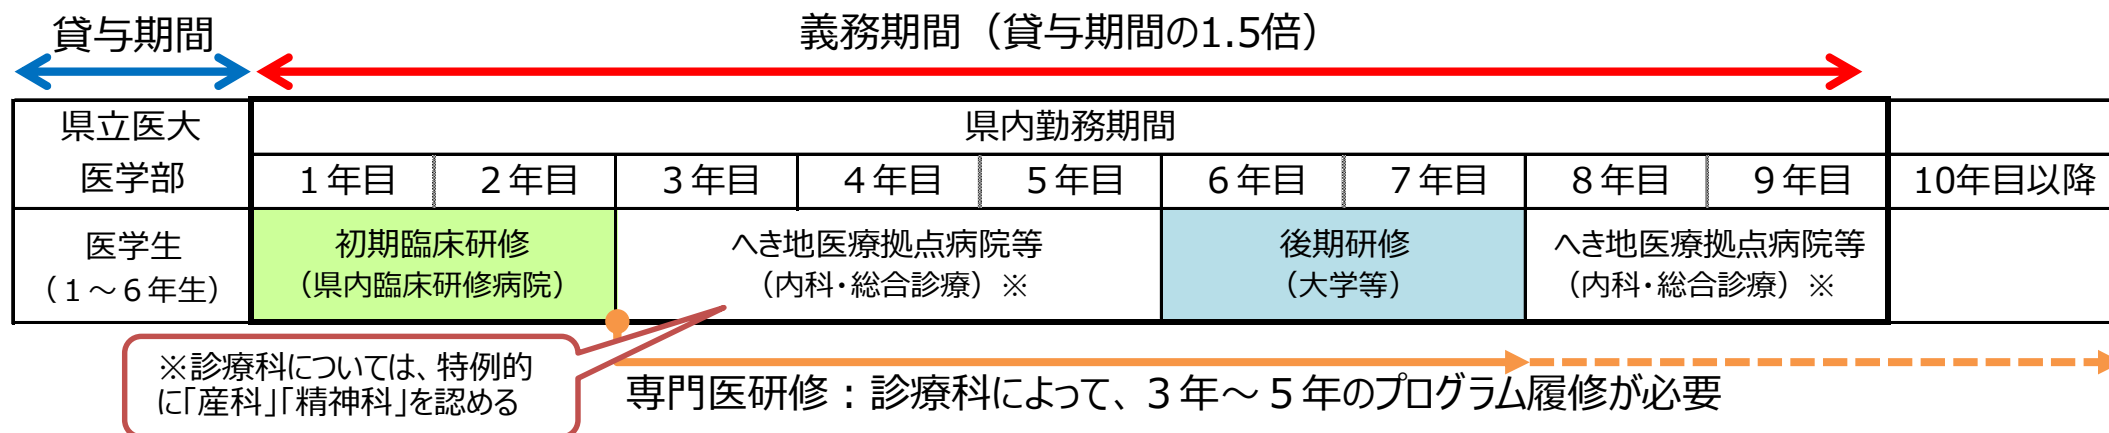 貸与期間
義務期間（貸与期間の1.5倍）
県立医大
医学部
県内勤務期間
１年目
２年目
３年目
４年目
５年目
６年目
７年目
８年目
９年目
10年目以降
医学生
（１～６年生）
初期臨床研修
（県内臨床研修病院）
へき地医療拠点病院等
（内科・総合診療）※
後期研修
（大学等）
へき地医療拠点病院等
（内科・総合診療）※
※診療科については、特例的
に「産科」「精神科」を認める
専門医研修：診療科によって、３年～５年のプログラム履修が必要